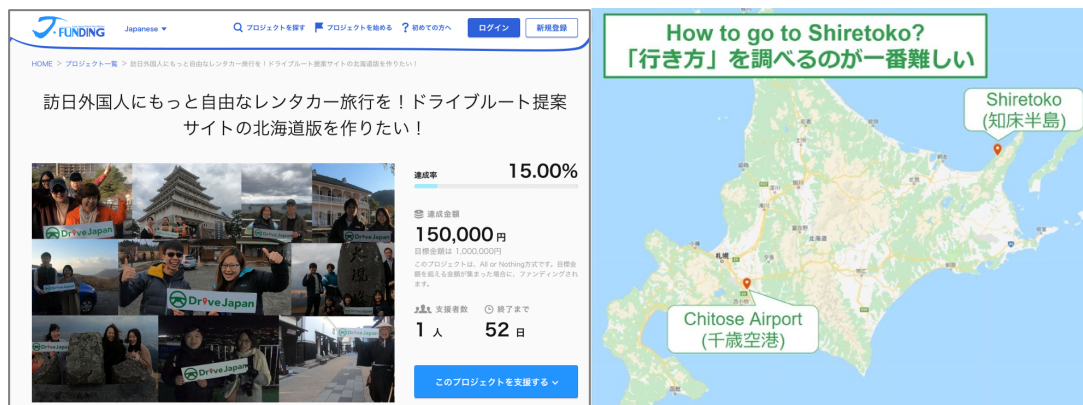 J-FUNDING
Japanese ▼
プロジェクトを探す
プロジェクトを始める
? 初めての方へ
ログイン
新規登録
HOME > プロジェクト一覧 > 訪日外国人にもっと自由なレンタカー旅行を！ドライブルート提案サイトの北海道版を作りたい！
訪日外国人にもっと自由なレンタカー旅行を！ドライブルート提案
サイトの北海道版を作りたい！
DriveJapan
DriveJapan
DriveJapan
DriveJapan
DriveJapan
DriveJapan
DriveJapan
達成率
15.00%
達成金額
150,000 円
目標金額は 1,000,000円
このプロジェクトは、All or Nothing方式です。目標金
額を超える金額が集まった場合に、ファンディングされ
ます。
支援者数
終了まで
1 人
52 日
このプロジェクトを支援する
How to go to Shiretoko?
「行き方」を調べるのが一番難しい
Shiretoko
(知床半島)
札幌
北海道
Chitose Airport
(千歳空港)